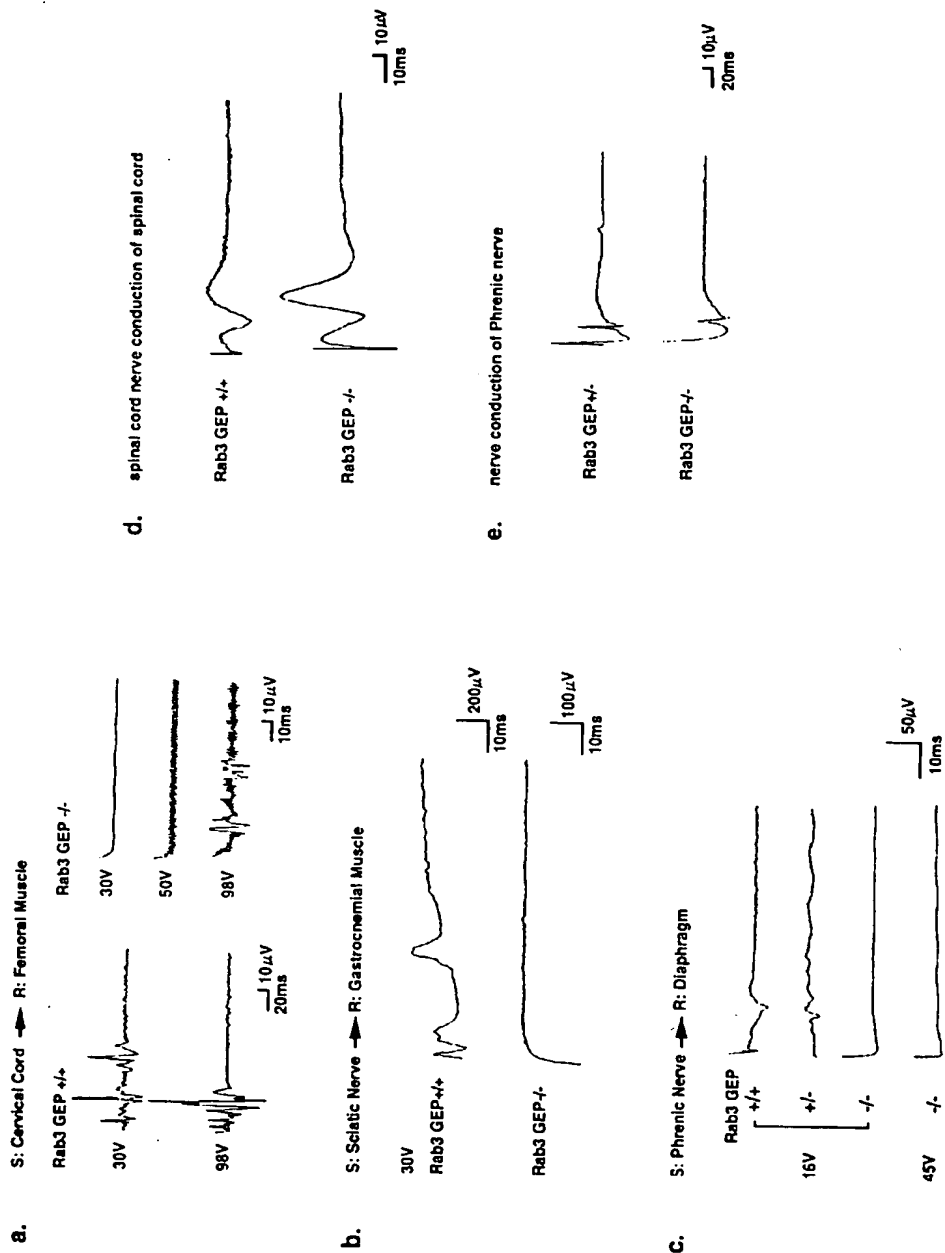 a. S: Cervical Cord → R: Femoral Muscle
Rab3 GEP +/+
30V
98V
10μV
20ms
Rab3 GEP -/-
30V
50V
98V
10μV
10ms
b. S: Sciatic Nerve → R: Gastrocnemial Muscle
30V
Rab3 GEP+/+
200μV
10ms
Rab3 GEP-/-
100μV
10ms
c. S: Phrenic Nerve → R: Diaphragm
Rab3 GEP
+/+
16V
+/-
-/-
45V
-/-
50μV
10ms
d. spinal cord nerve conduction of spinal cord
Rab3 GEP +/+
Rab3 GEP -/-
10μV
10ms
e. nerve conduction of Phrenic nerve
Rab3 GEP+/-
Rab3 GEP-/-
10μV
20ms